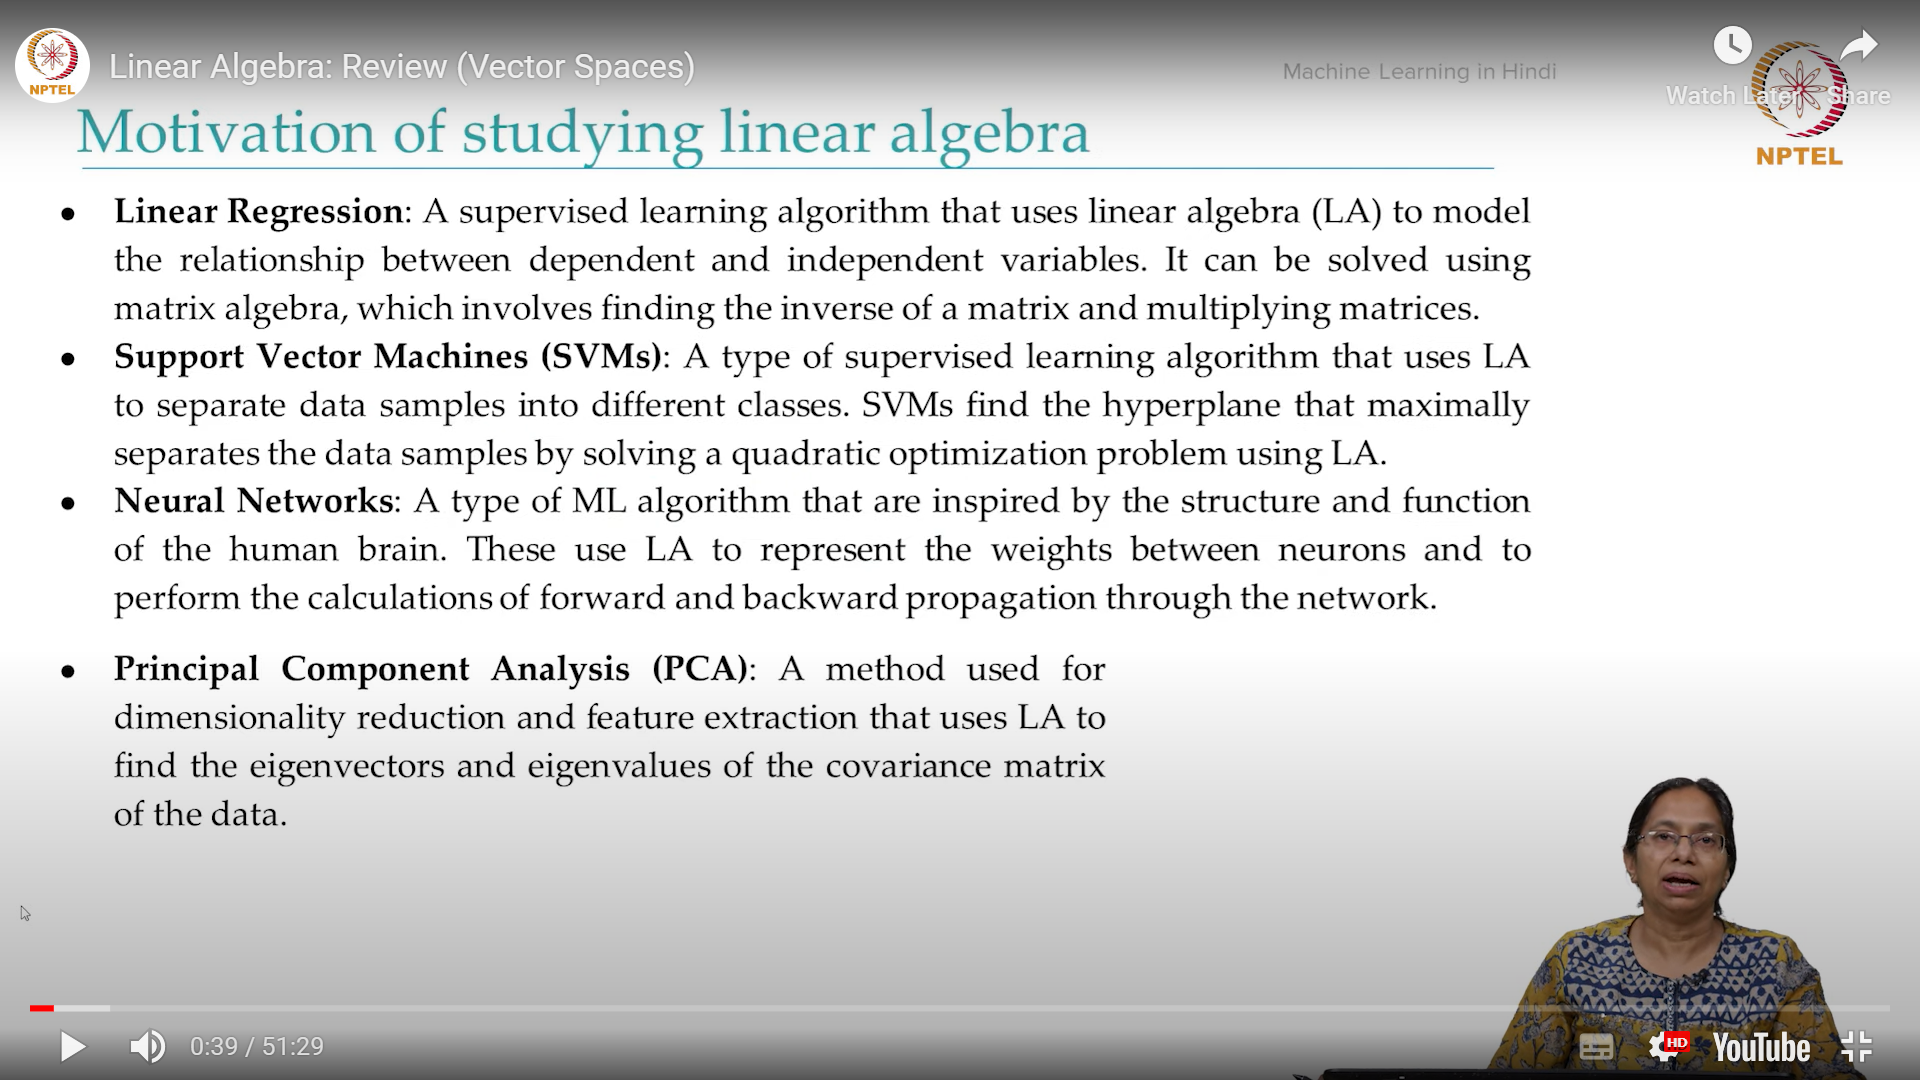 NPTEL
Linear Algebra: Review (Vector Spaces)
Machine Learning in Hindi
Watch Later
Share
NPTEL
Motivation of studying linear algebra
• Linear Regression: A supervised learning algorithm that uses linear algebra (LA) to model
the relationship between dependent and independent variables. It can be solved using
matrix algebra, which involves finding the inverse of a matrix and multiplying matrices.
• Support Vector Machines (SVMs): A type of supervised learning algorithm that uses LA
to separate data samples into different classes. SVMs find the hyperplane that maximally
separates the data samples by solving a quadratic optimization problem using LA.
• Neural Networks: A type of ML algorithm that are inspired by the structure and function
of the human brain. These use LA to represent the weights between neurons and to
perform the calculations of forward and backward propagation through the network.
• Principal Component Analysis (PCA): A method used for
dimensionality reduction and feature extraction that uses LA to
find the eigenvectors and eigenvalues of the covariance matrix
of the data.
0:39 / 51:29
HD
YouTube